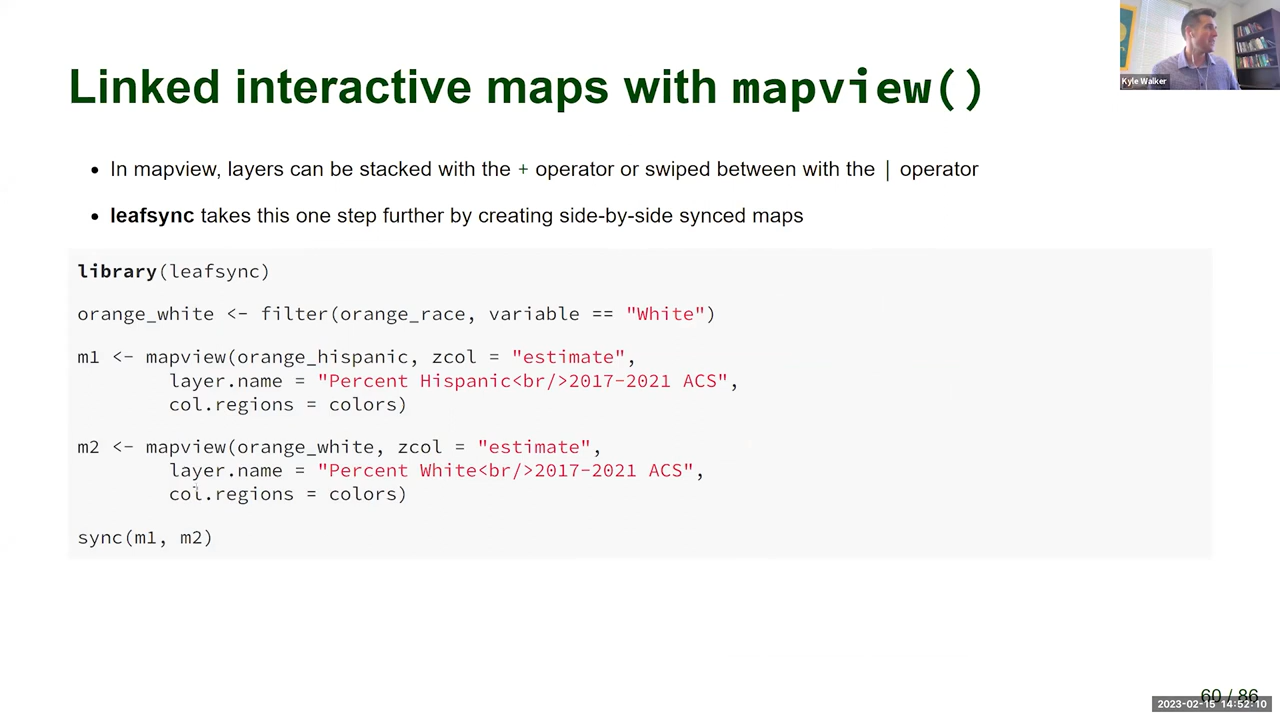 Linked interactive maps with mapview()
Kyle Walker
• In mapview, layers can be stacked with the + operator or swiped between with the | operator
• leafsync takes this one step further by creating side-by-side synced maps
library(leafsync)
orange_white <- filter(orange_race, variable == "White")
m1 <- mapview(orange_hispanic, zcol = "estimate",
layer.name = "Percent Hispanic<br/>2017-2021 ACS",
col.regions = colors)
m2 <- mapview(orange_white, zcol = "estimate",
layer.name = "Percent White<br/>2017-2021 ACS",
col.regions = colors)
sync(m1, m2)
60 / 86
2023-02-15 14:52:10